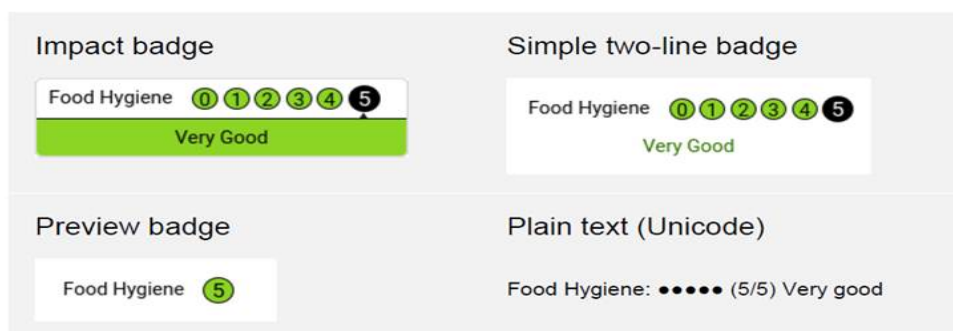 Impact badge
Food Hygiene 0 1 2 3 4 5
Very Good
Simple two-line badge
Food Hygiene 0 1 2 3 4 5
Very Good
Preview badge
Food Hygiene 5
Plain text (Unicode)
Food Hygiene: ●●●●● (5/5) Very good